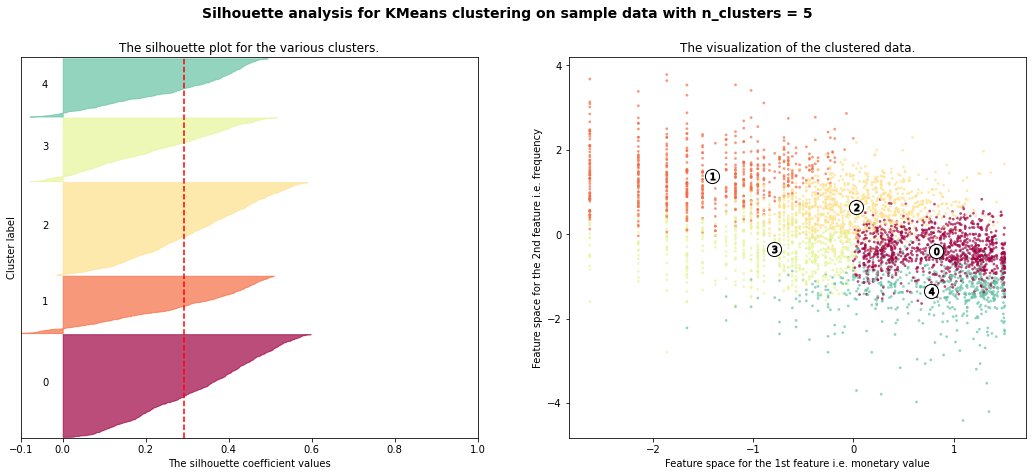 Silhouette analysis for KMeans clustering on sample data with n_clusters = 5
The silhouette plot for the various clusters.
Cluster label
4
3
2
1
0
-0.1 0.0 0.2 0.4 0.6 0.8 1.0
The silhouette coefficient values
The visualization of the clustered data.
Feature space for the 2nd feature i.e. frequency
4
2
0
−2
−4
1
2
3
0
4
−2 −1 0 1
Feature space for the 1st feature i.e. monetary value